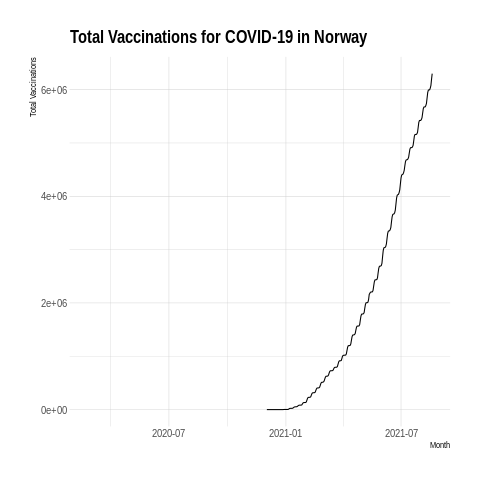 Total Vaccinations for COVID-19 in Norway
Total Vaccinations
6e+06
4e+06
2e+06
0e+00
2020-07
2021-01
2021-07
Month